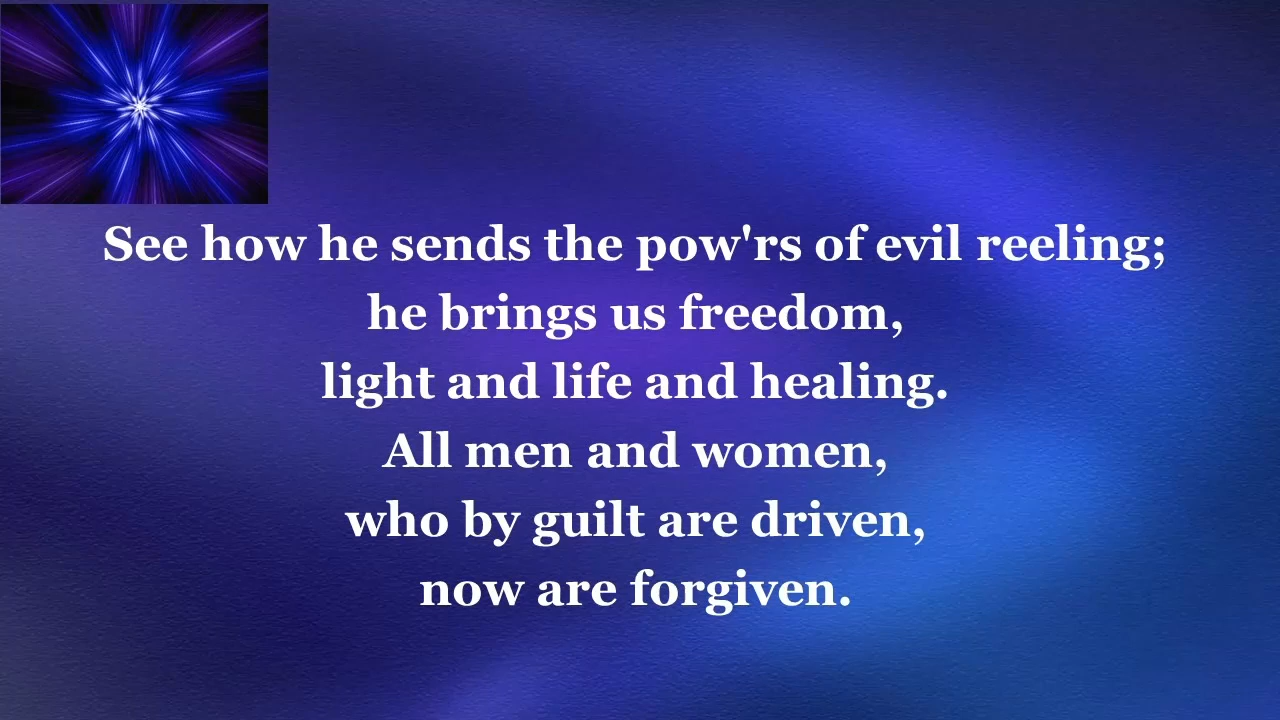 See how he sends the pow'rs of evil reeling;
he brings us freedom,
light and life and healing.
All men and women,
who by guilt are driven,
now are forgiven.